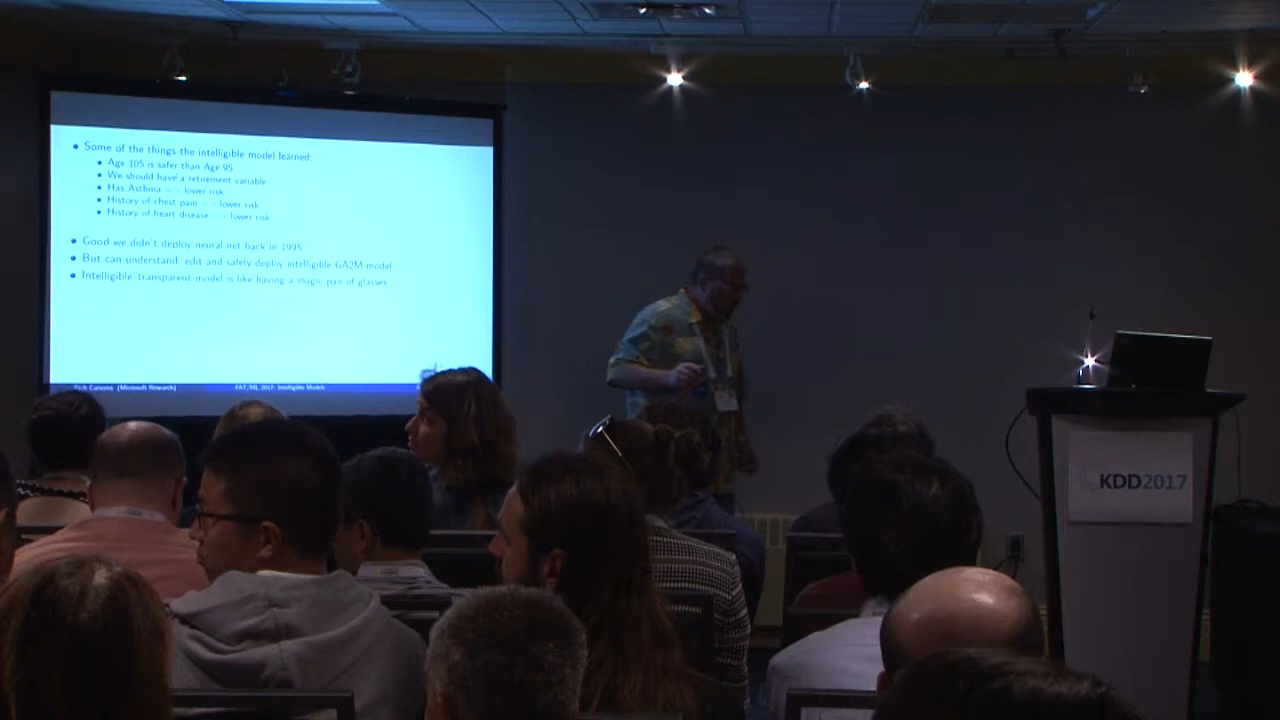 Some of the things the intelligible model learned:
Age 105 is safer than Age 95
We should have a retirement variable
Has Asthma - - lower risk
History of chest pain - - lower risk
History of heart disease - - lower risk
Good we didn't deploy neural net back in 1995
But can understand, edit and safely deploy intelligible GA2M model
Intelligible/transparent model is like having a magic pair of glasses
Rich Caruana (Microsoft Research)
FAT/ML 2017: Intelligible Models
KDD2017